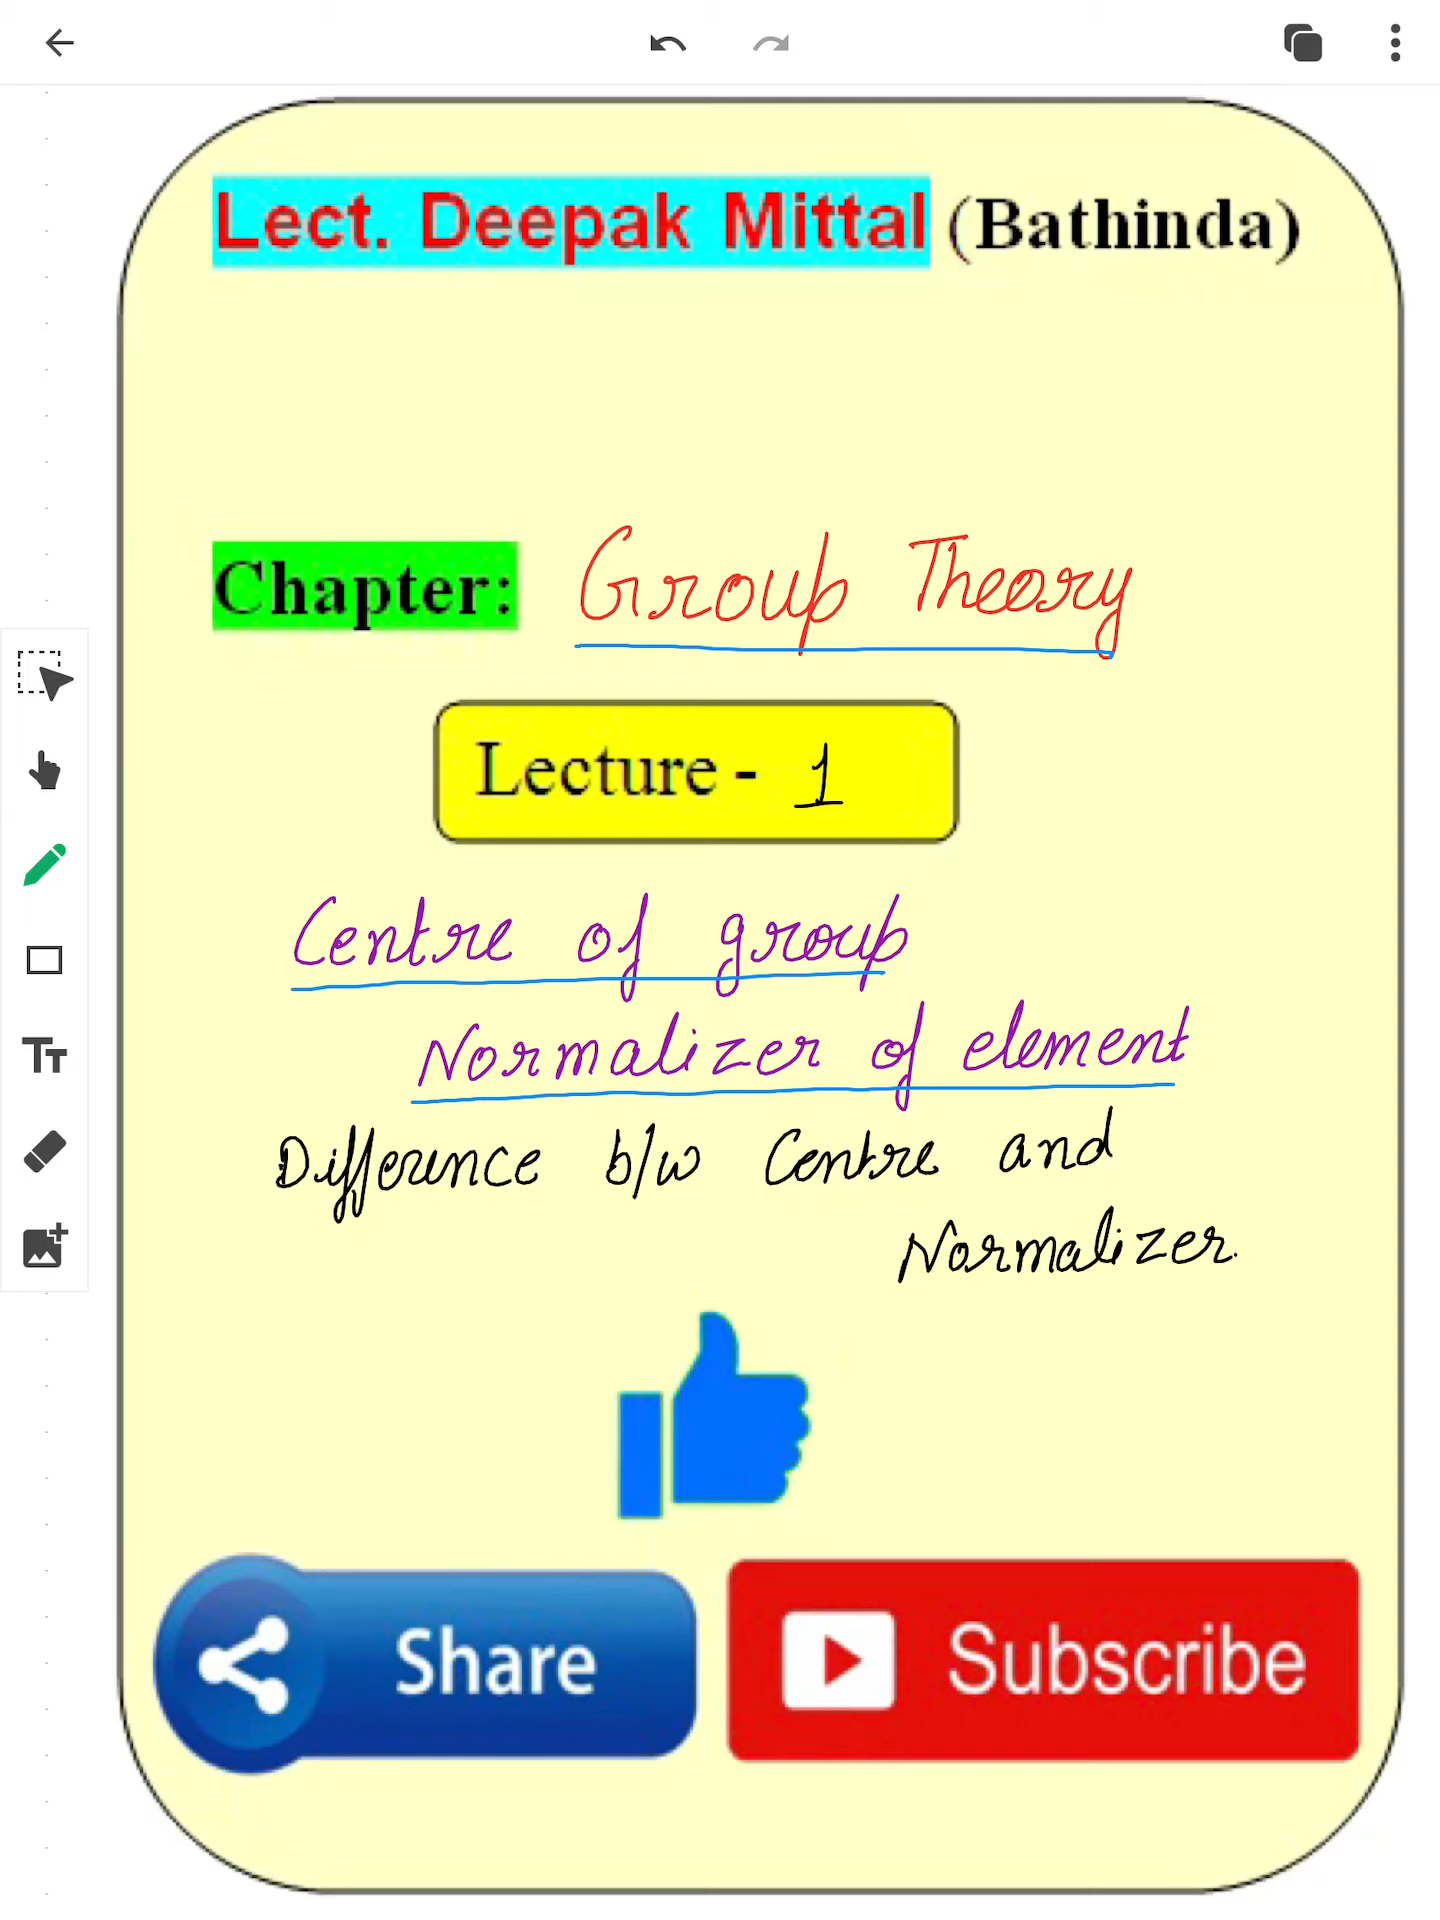 Lect. Deepak Mittal (Bathinda)
Chapter: Group Theory
Lecture - 1
Centre of group
Normalizer of element
Difference b/w Centre and
Normalizer.
Share
Subscribe
TT